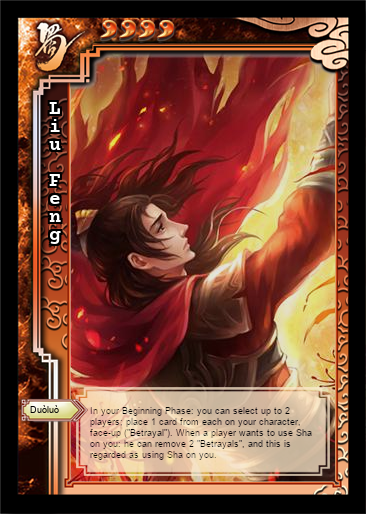 蜀
Liu Feng
Duòluò
In your Beginning Phase: you can select up to 2
players; place 1 card from each on your character,
face-up ("Betrayal"). When a player wants to use Sha
on you: he can remove 2 "Betrayals", and this is
regarded as using Sha on you.